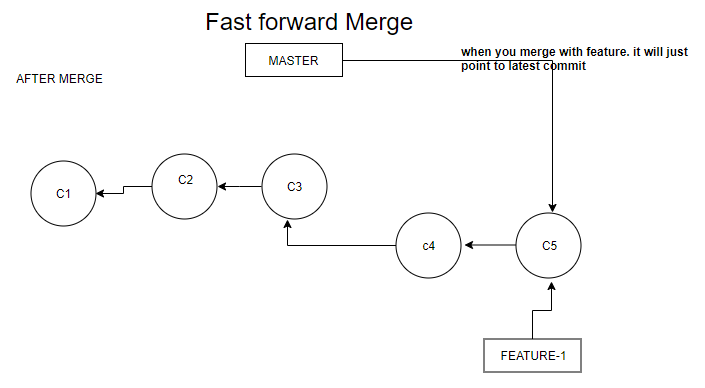 Fast forward Merge
MASTER
when you merge with feature. it will just
point to latest commit
AFTER MERGE
C1
C2
C3
c4
C5
FEATURE-1